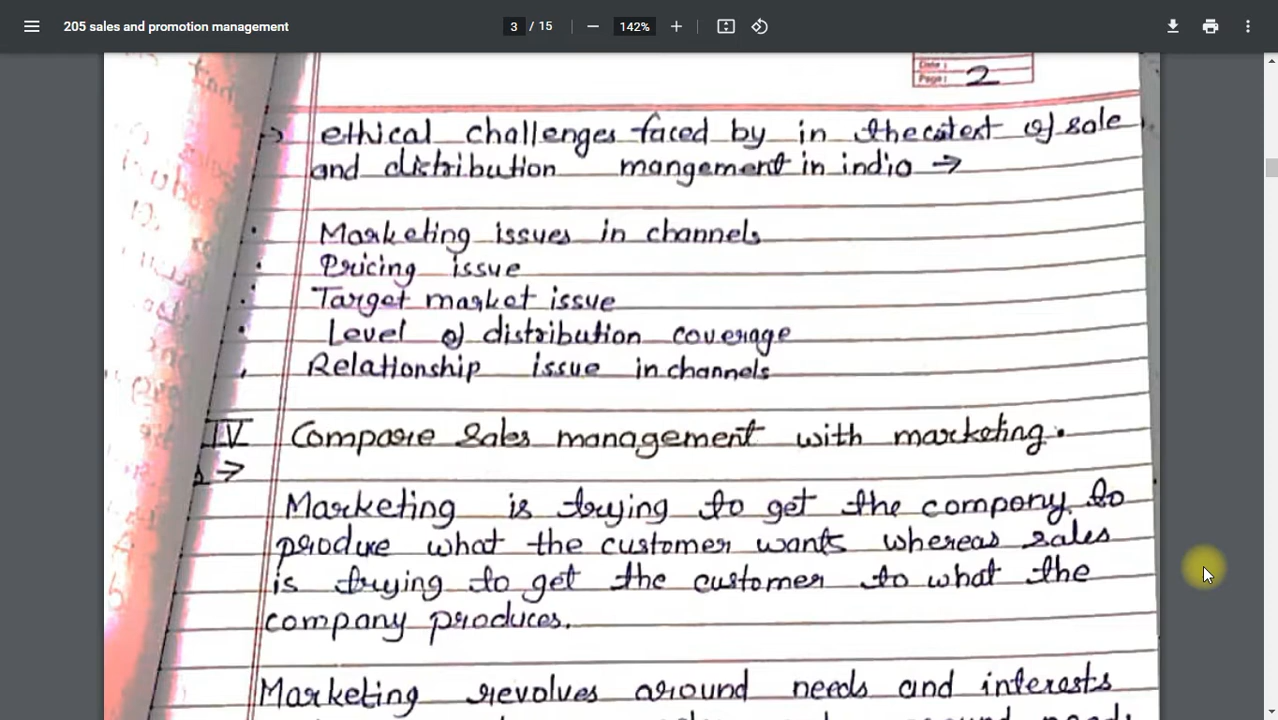 205 sales and promotion management
3 / 15
142%
Date:
Page: 2
→ ethical challenges faced by in the cotext of sale
and distribution mangement in indio →
• Marketing issues in channels
• Pricing issue
• Target market issue
• Level of distribution coverage
• Relationship issue in channels
IV Compare sales management with marketing.
→
Marketing is trying to get the compony to
produre what the customer wants whereas sales
is trying to get the customer to what the
company produces.
Marketing revolves around needs and interests